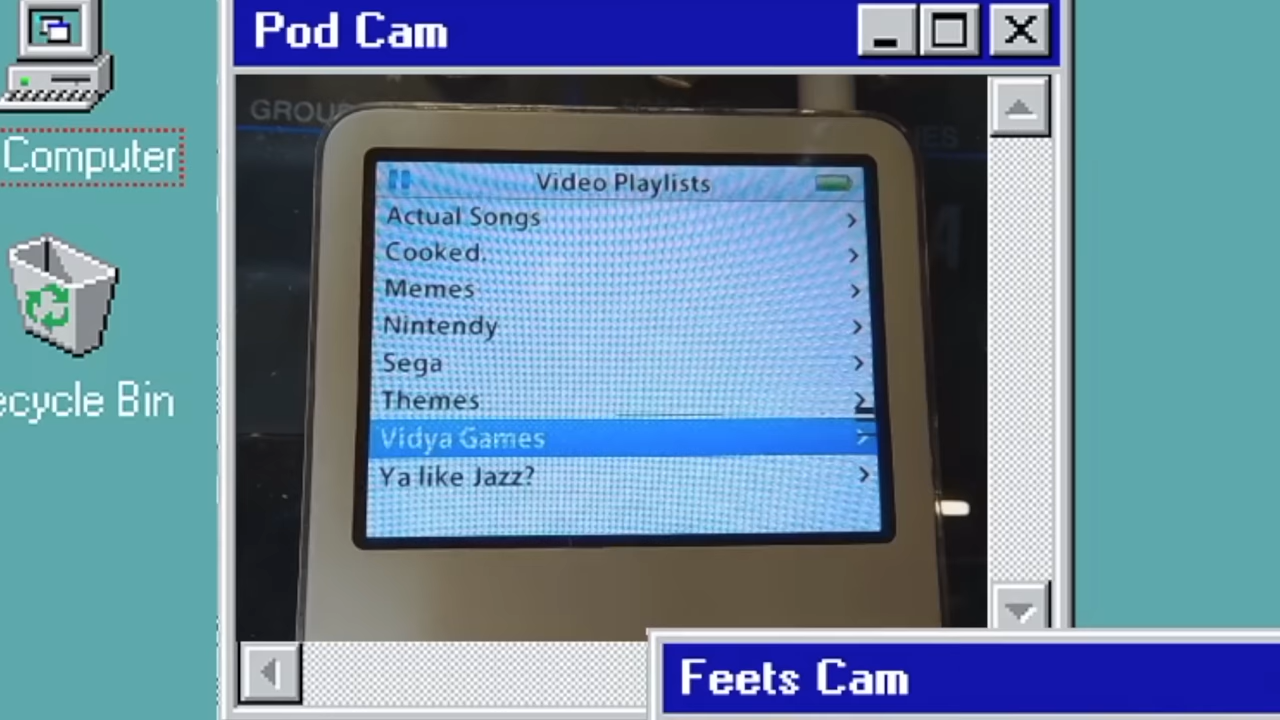 Pod Cam
Computer
ecycle Bin
GROU
Video Playlists
Actual Songs
Cooked.
Memes
Nintendy
Sega
Themes
Vidya Games
Ya like Jazz?
Feets Cam